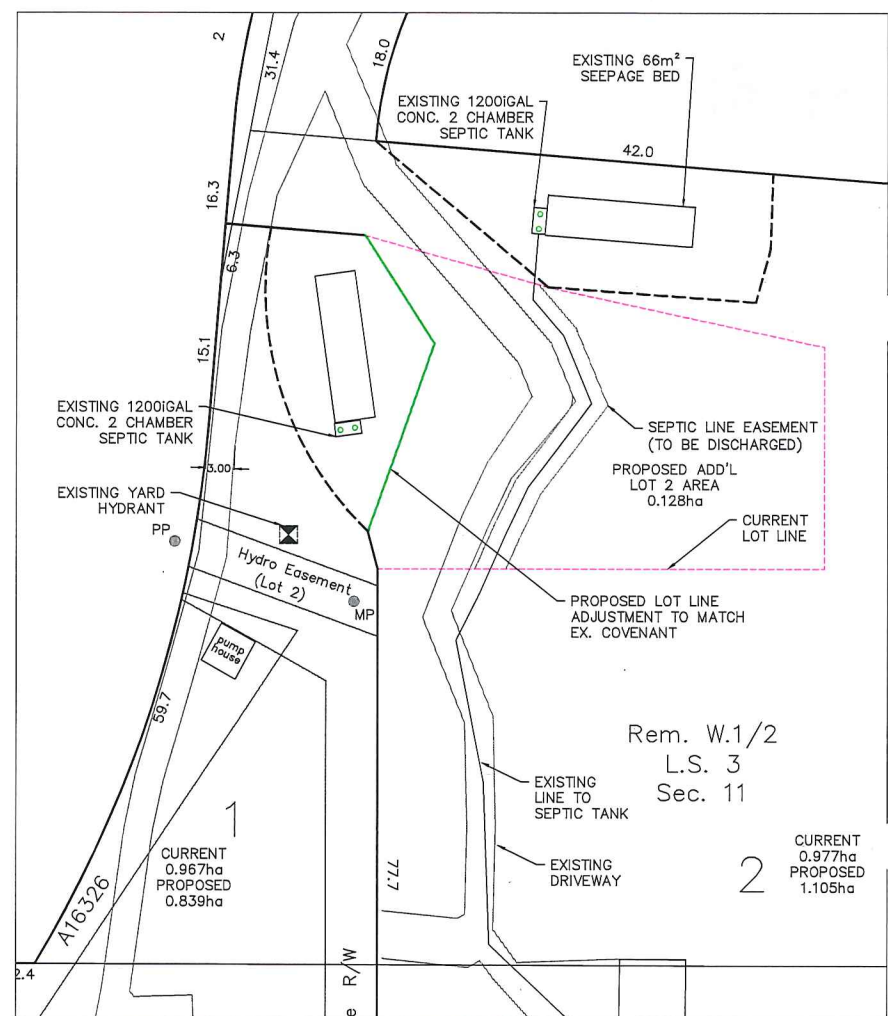 2
31.4
18.0
EXISTING 66m²
SEEPAGE BED
EXISTING 1200iGAL
CONC. 2 CHAMBER
SEPTIC TANK
42.0
16.3
6.3
15.1
EXISTING 1200iGAL
CONC. 2 CHAMBER
SEPTIC TANK
3.00
SEPTIC LINE EASEMENT
(TO BE DISCHARGED)
PROPOSED ADD'L
LOT 2 AREA
0.128ha
EXISTING YARD
HYDRANT
PP
CURRENT
LOT LINE
Hydro Easement
(Lot 2)
MP
PROPOSED LOT LINE
ADJUSTMENT TO MATCH
EX. COVENANT
pump
house
59.7
Rem. W.1/2
L.S. 3
Sec. 11
EXISTING
LINE TO
SEPTIC TANK
1
CURRENT
0.967ha
PROPOSED
0.839ha
77.7
EXISTING
DRIVEWAY
2
CURRENT
0.977ha
PROPOSED
1.105ha
A16326
2.4
e R/W